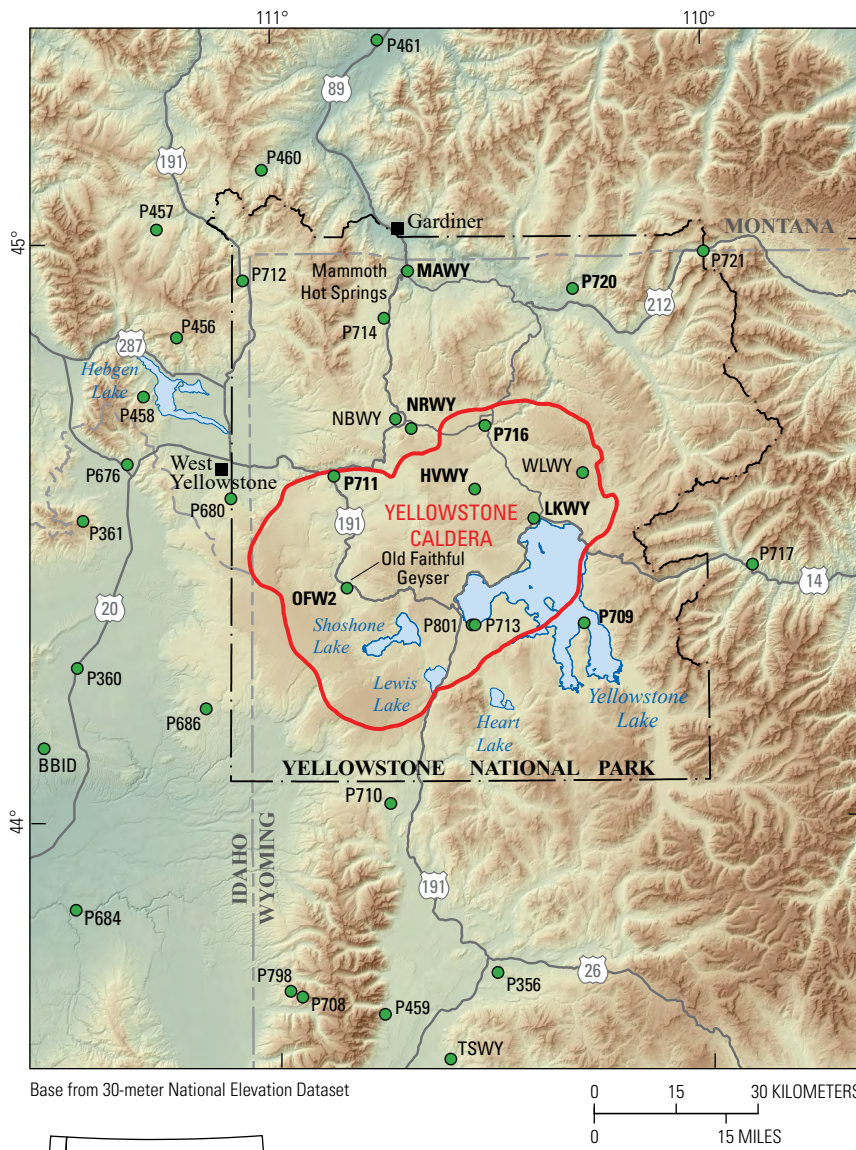 111°
110°
P461
89
191
P460
P457
Gardiner
MONTANA
45°
P721
P712
Mammoth
Hot Springs
MAWY
P720
212
P714
P456
287
Hebgen
Lake
P458
NBWY
NRWY
P716
WLWY
West
Yellowstone
P676
P711
HVWY
P680
191
YELLOWSTONE
CALDERA
LKWY
P361
Old Faithful
Geyser
P717
14
20
OFW2
Shoshone
Lake
P801
P713
P709
P360
Lewis
Lake
Yellowstone
Lake
P686
Heart
Lake
BBID
YELLOWSTONE NATIONAL PARK
P710
44°
IDAHO
WYOMING
191
P684
P798
P708
P356
26
P459
TSWY
Base from 30-meter National Elevation Dataset
0 15 30 KILOMETERS
0 15 MILES